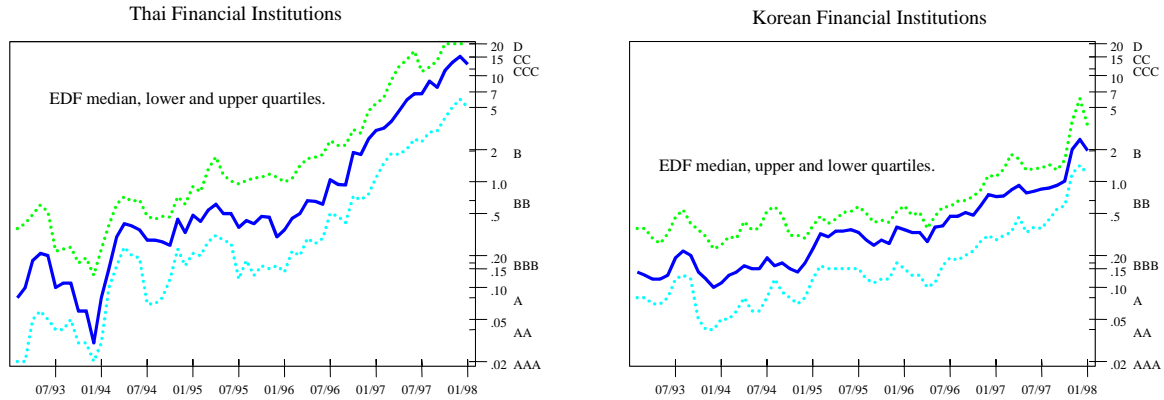 Thai Financial Institutions
EDF median, lower and upper quartiles.
20 D
15 CC
10 CCC
7
5
2 B
1.0
BB
.5
.20
BBB
.15
.10
A
.05
AA
.02 AAA
07/93 01/94 07/94 01/95 07/95 01/96 07/96 01/97 07/97 01/98
Korean Financial Institutions
EDF median, upper and lower quartiles.
20 D
15 CC
10 CCC
7
5
2 B
1.0
BB
.5
.20
BBB
.15
.10
A
.05
AA
.02 AAA
07/93 01/94 07/94 01/95 07/95 01/96 07/96 01/97 07/97 01/98